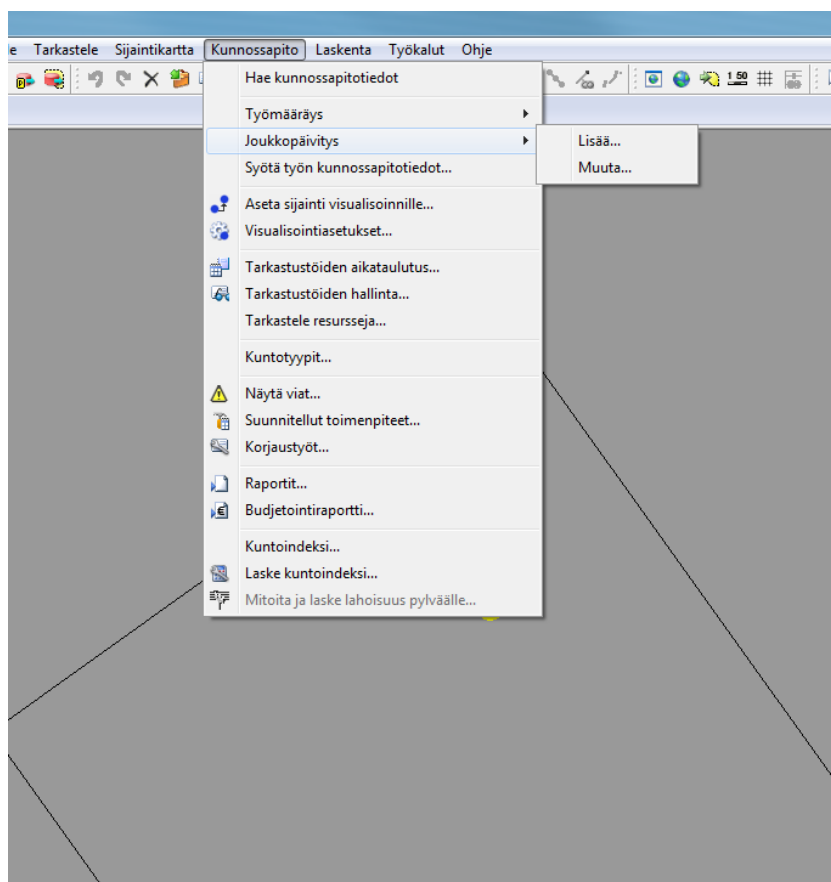 Tarkastele Sijaintikartta Kunnossapito Laskenta Työkalut Ohje
Hae kunnossapitotiedot
Työmääräys
Joukkopäivitys
Lisää...
Muuta...
Syötä työn kunnossapitotiedot...
Aseta sijainti visualisoinnille...
Visualisointiasetukset...
Tarkastustöiden aikataulutus...
Tarkastustöiden hallinta...
Tarkastele resursseja...
Kuntotyypit...
Näytä viat...
Suunnitellut toimenpiteet...
Korjaustyöt...
Raportit...
Budjetointiraportti...
Kuntoindeksi...
Laske kuntoindeksi...
Mitoita ja laske lahoisuus pylväälle...